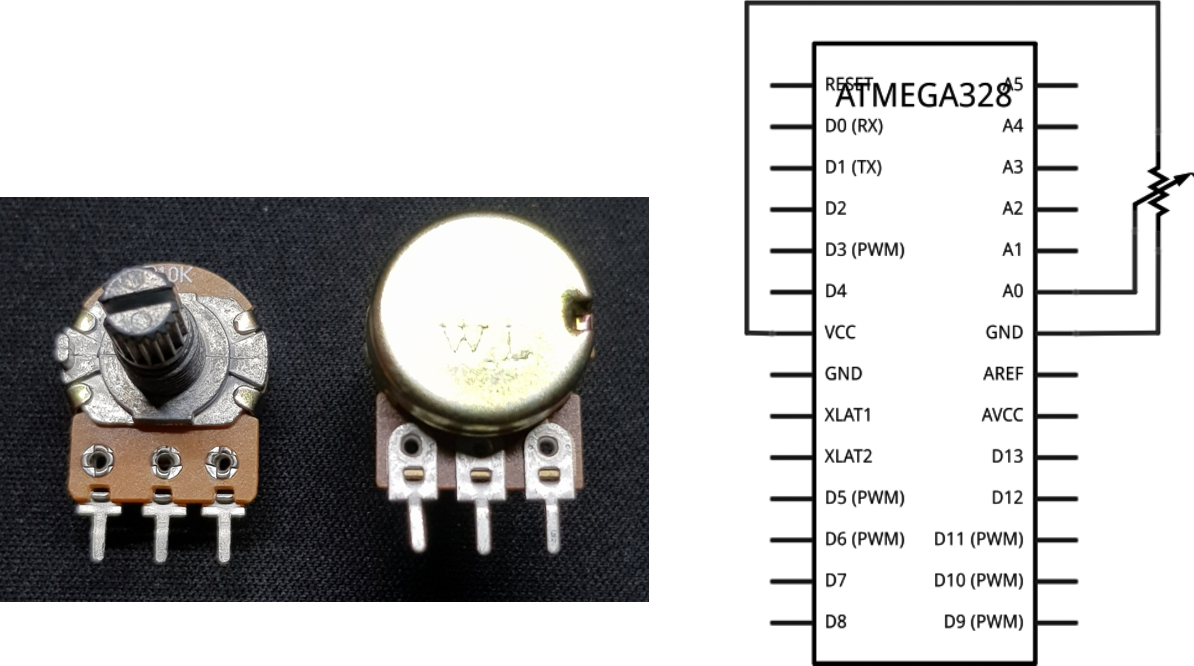 10K
WL
ATMEGA328
RESET A5
D0 (RX) A4
D1 (TX) A3
D2 A2
D3 (PWM) A1
D4 A0
VCC GND
GND AREF
XLAT1 AVCC
XLAT2 D13
D5 (PWM) D12
D6 (PWM) D11 (PWM)
D7 D10 (PWM)
D8 D9 (PWM)